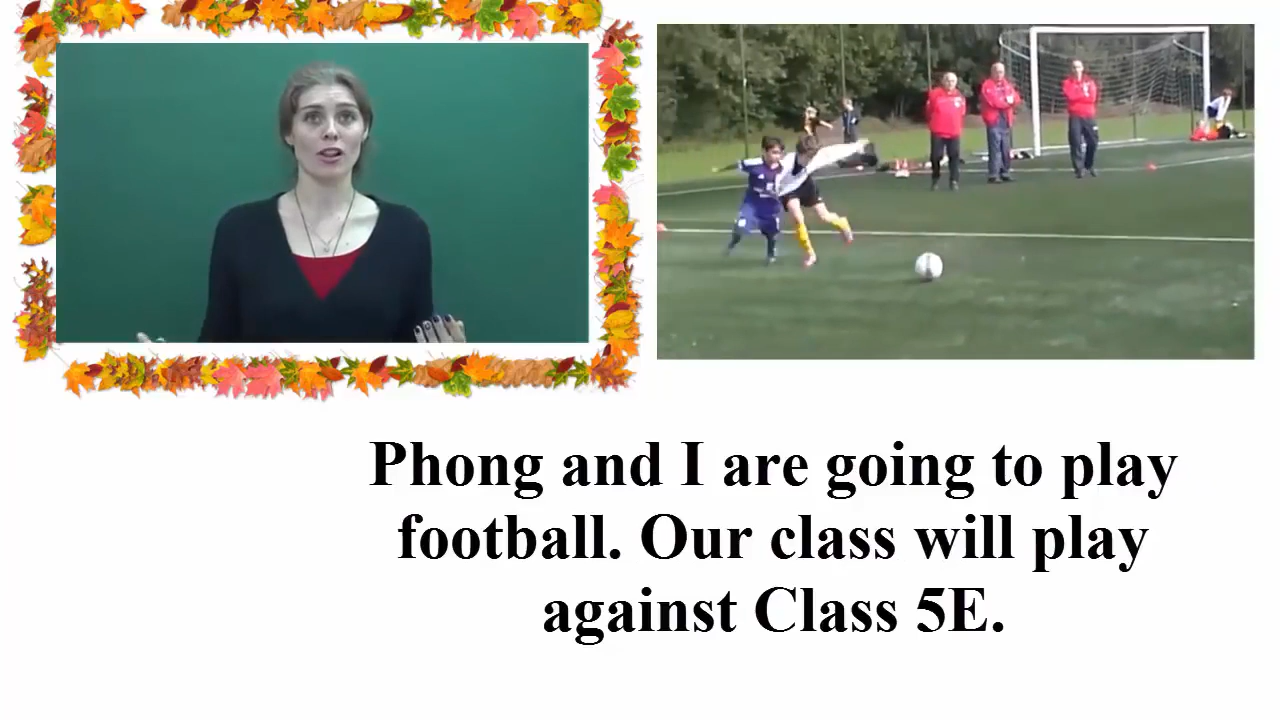 Phong and I are going to play
football. Our class will play
against Class 5E.